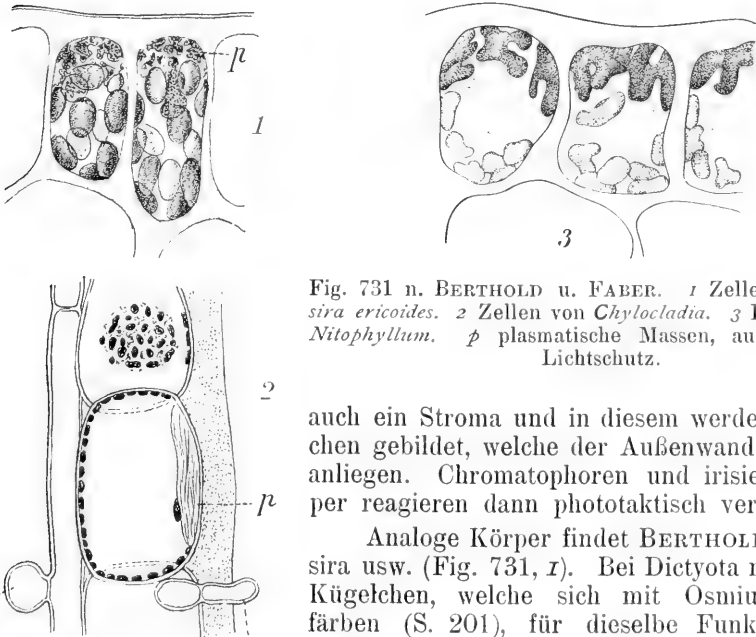 p
1
3
2
p
Fig. 731 n. BERTHOLD u. FABER. 1 Zelle
sira ericoides. 2 Zellen von Chylocladia. 3
Nitophyllum. p plasmatische Massen, au
Lichtschutz.
auch ein Stroma und in diesem werde
chen gebildet, welche der Außenwand
anliegen. Chromatophoren und irisie
per reagieren dann phototaktisch ver
Analoge Körper findet BERTHOL
sira usw. (Fig. 731, 1). Bei Dictyota
Kügelchen, welche sich mit Osmiu
färben (S. 201), für dieselbe Funk